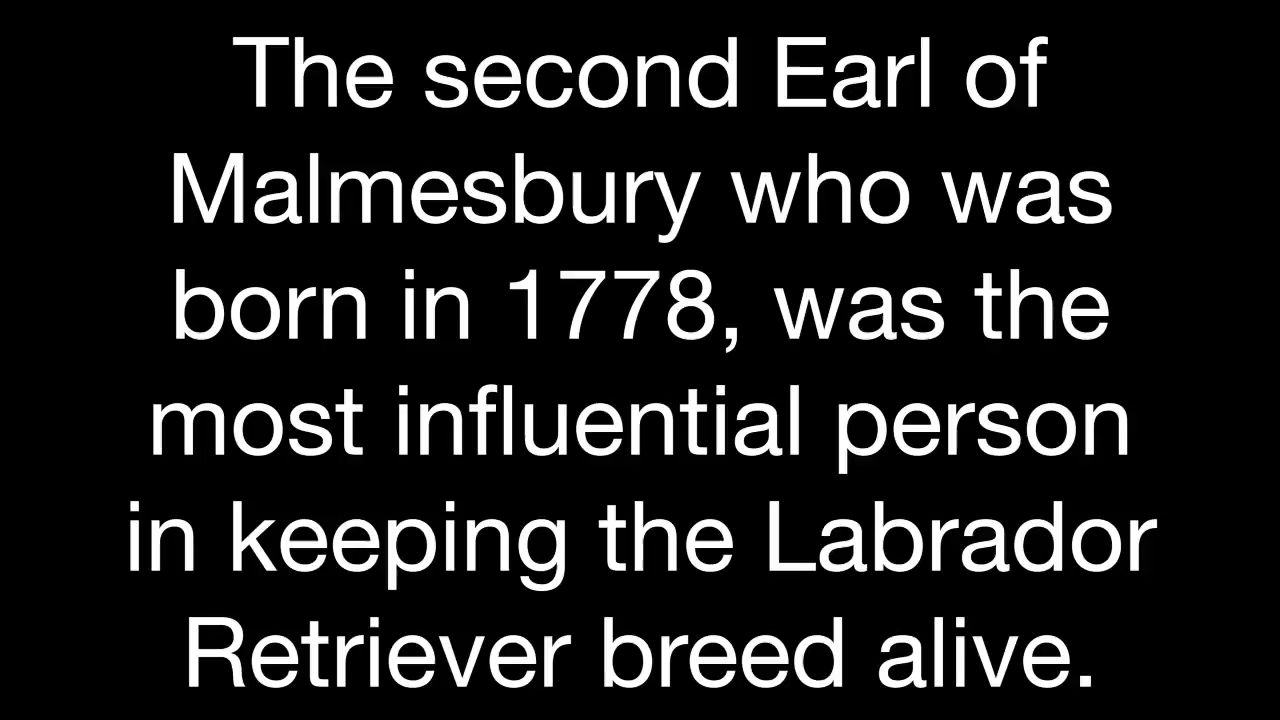 The second Earl of
Malmesbury who was
born in 1778, was the
most influential person
in keeping the Labrador
Retriever breed alive.